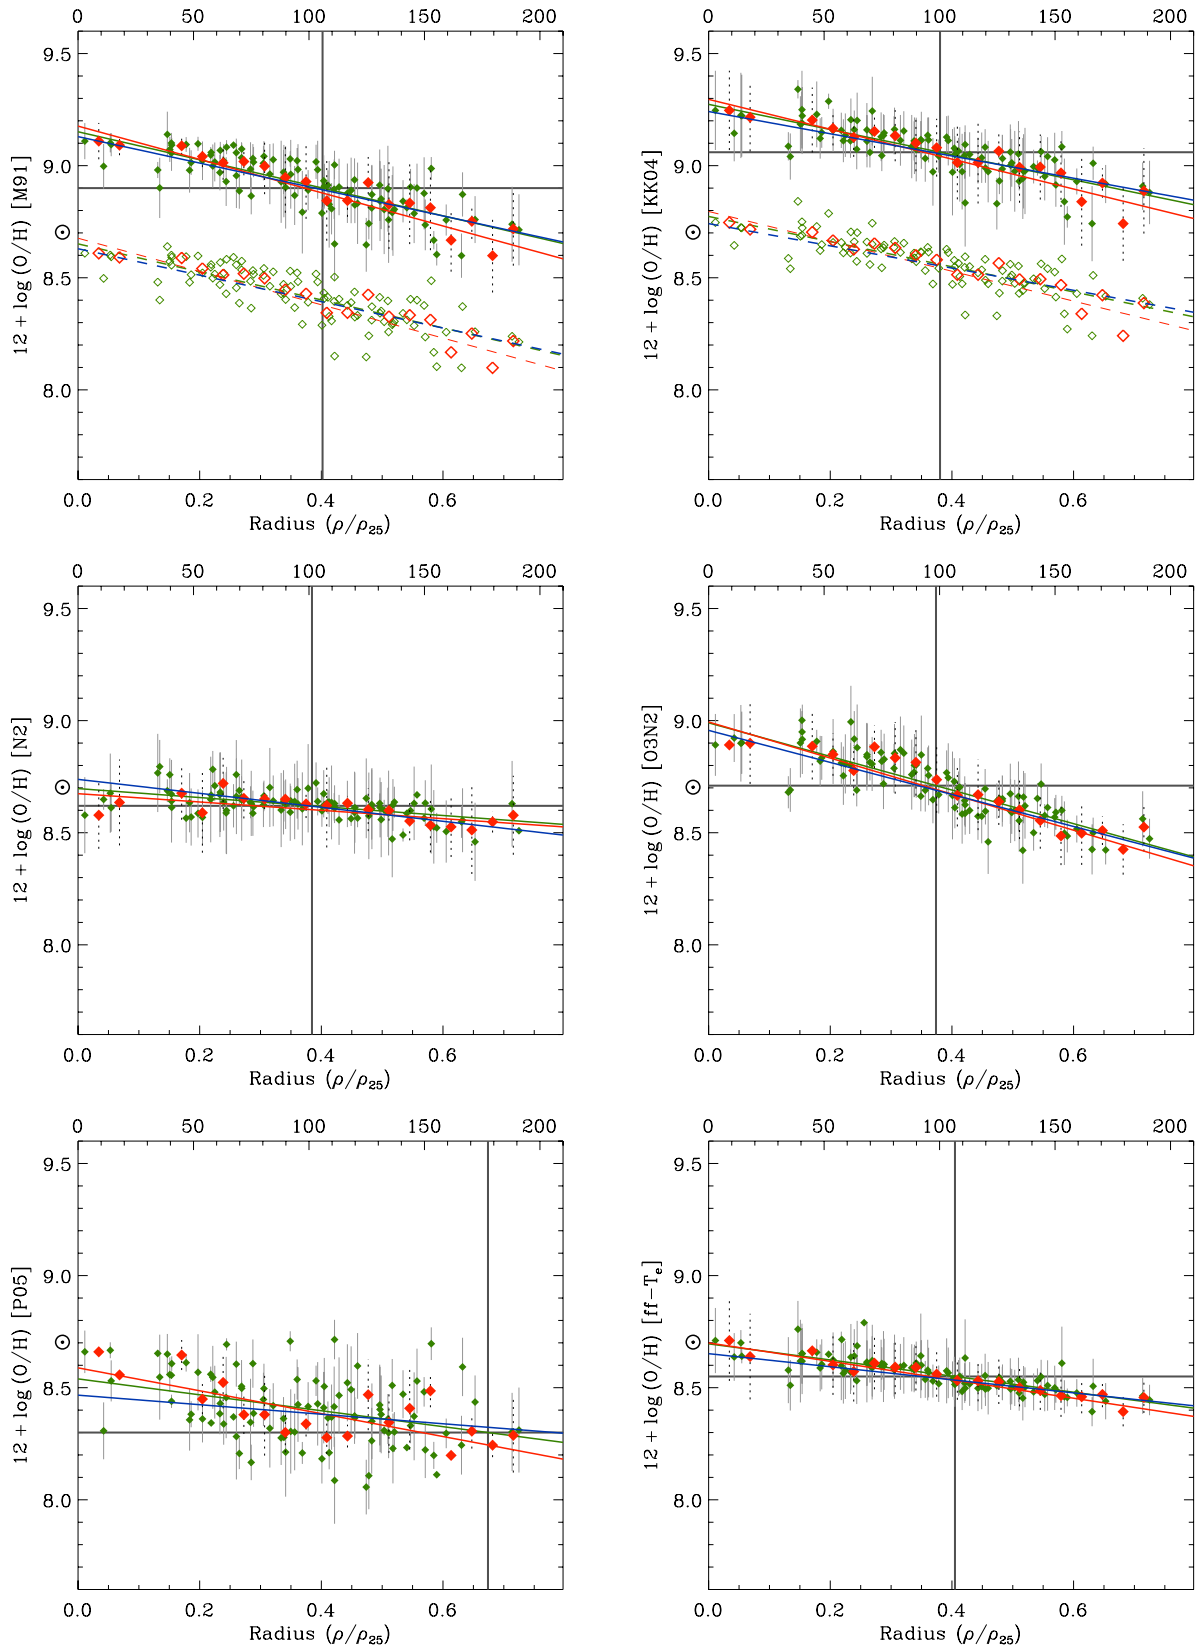 0 50 100 150 200
9.5
9.0
8.5
8.0
12 + log(O/H) [M91]
⊙
0.0 0.2 0.4 0.6
Radius (ρ/ρ25)
0 50 100 150 200
9.5
9.0
8.5
8.0
12 + log(O/H) [KK04]
⊙
0.0 0.2 0.4 0.6
Radius (ρ/ρ25)
0 50 100 150 200
9.5
9.0
8.5
8.0
12 + log(O/H) [N2]
⊙
0.0 0.2 0.4 0.6
Radius (ρ/ρ25)
0 50 100 150 200
9.5
9.0
8.5
8.0
12 + log(O/H) [O3N2]
⊙
0.0 0.2 0.4 0.6
Radius (ρ/ρ25)
0 50 100 150 200
9.5
9.0
8.5
8.0
12 + log(O/H) [P05]
⊙
0.0 0.2 0.4 0.6
Radius (ρ/ρ25)
0 50 100 150 200
9.5
9.0
8.5
8.0
12 + log(O/H) [ff−Te]
⊙
0.0 0.2 0.4 0.6
Radius (ρ/ρ25)